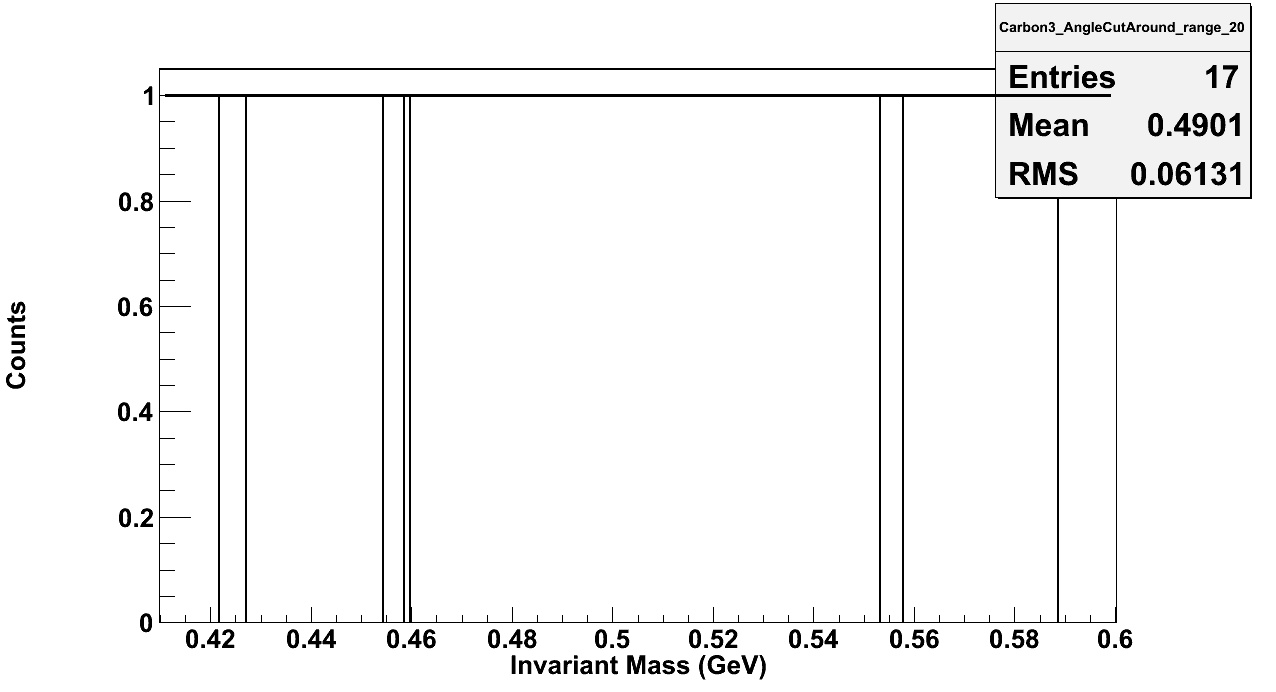 Carbon3_AngleCutAround_range_20
Entries 17
Mean 0.4901
RMS 0.06131
1
0.8
0.6
0.4
0.2
0
Counts
0.42 0.44 0.46 0.48 0.5 0.52 0.54 0.56 0.58 0.6
Invariant Mass (GeV)